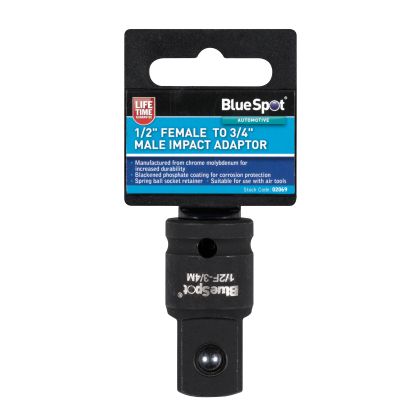 LIFE
TIME
GUARANTEE
BlueSpot®
AUTOMOTIVE
1/2" FEMALE TO 3/4"
MALE IMPACT ADAPTOR
· Manufactured from chrome molybdenum for
increased durability
· Blackened phosphate coating for corrosion protection
· Spring ball socket retainer · Suitable for use with air tools
Stock Code: 02069
BlueSpot®
1/2F-3/4M